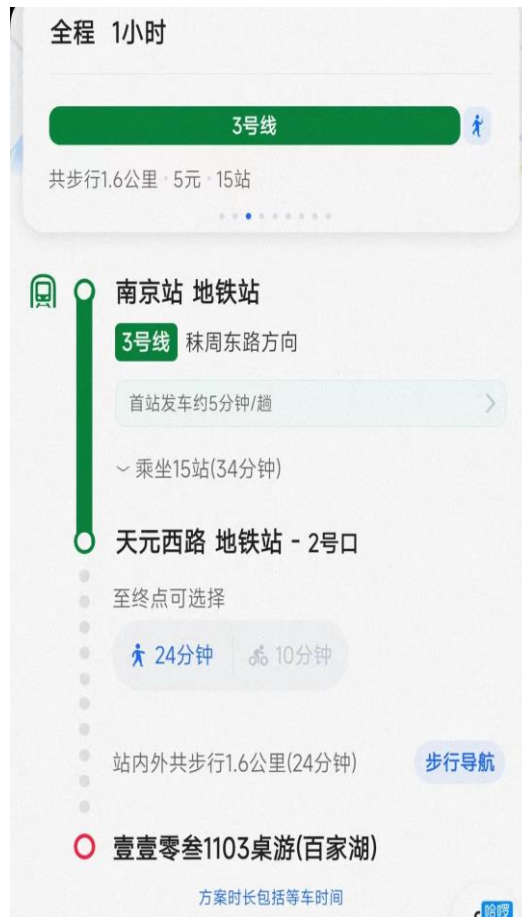 全程 1小时
3号线
共步行1.6公里·5元·15站
南京站 地铁站
3号线 秣周东路方向
首站发车约5分钟/趟
乘坐15站(34分钟)
天元西路 地铁站 - 2号口
至终点可选择
24分钟 10分钟
站内外共步行1.6公里(24分钟) 步行导航
壹壹零叁1103桌游(百家湖)
方案时长包括等车时间
哈啰